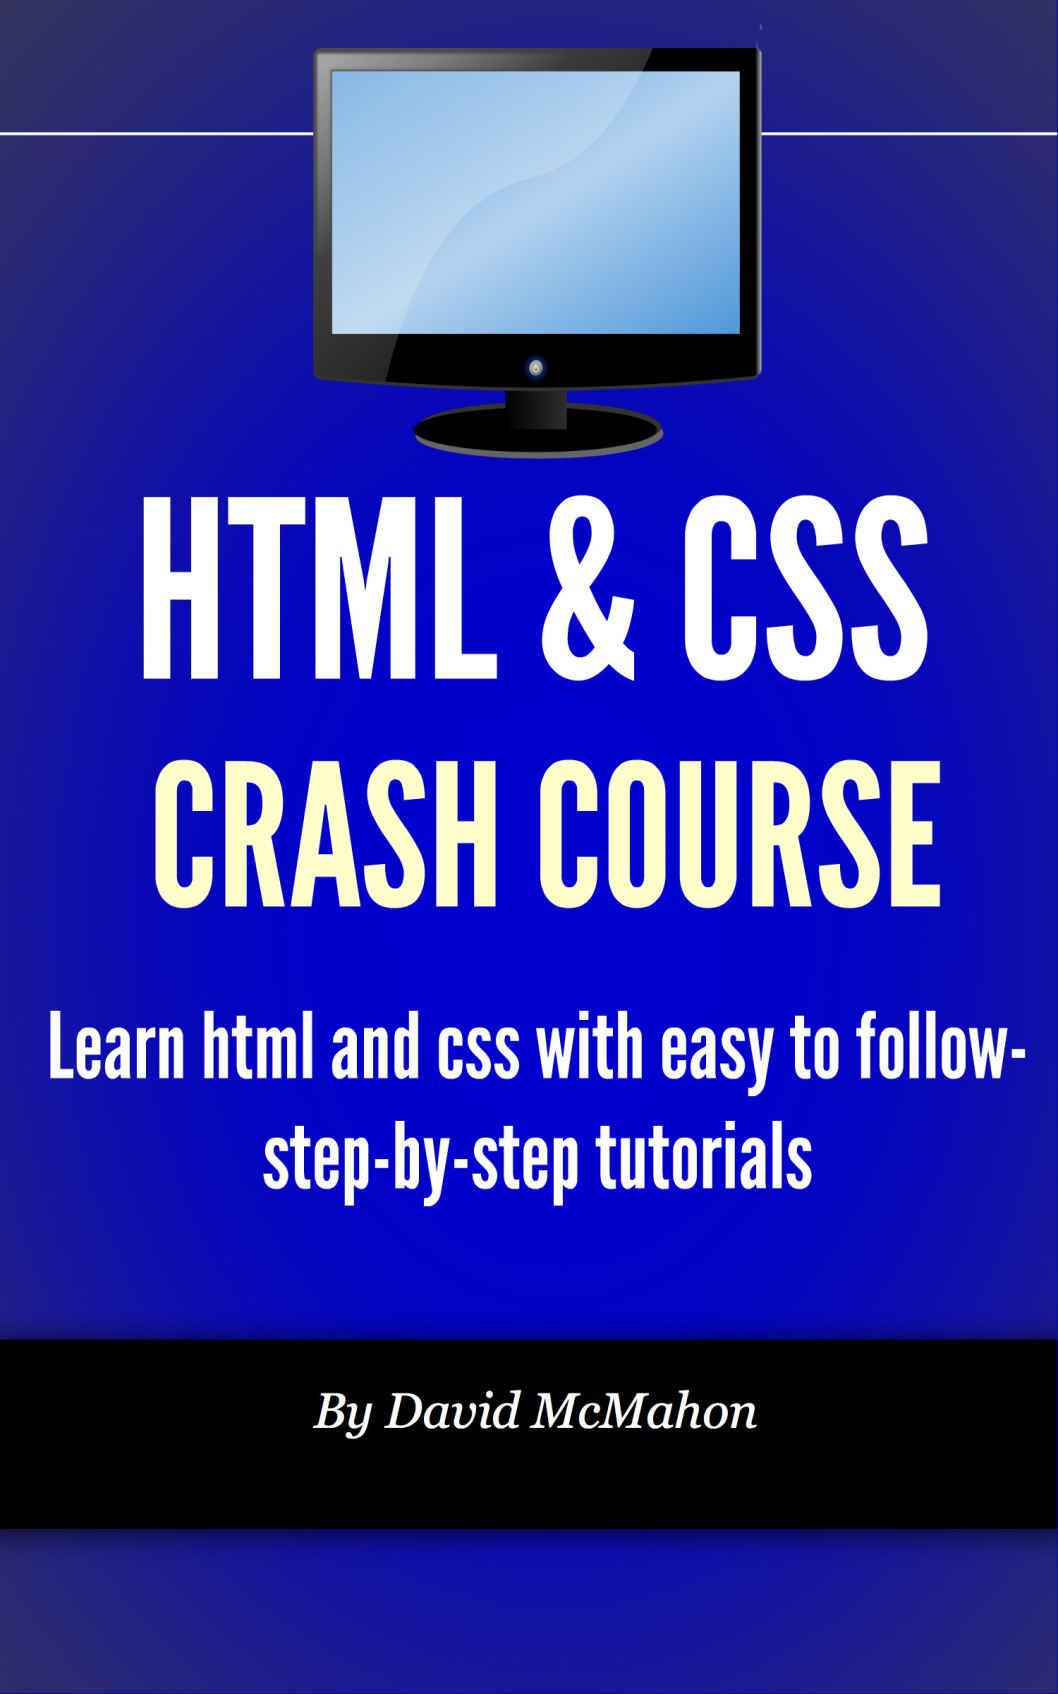 HTML & CSS
CRASH COURSE
Learn html and css with easy to follow-
step-by-step tutorials
By David McMahon